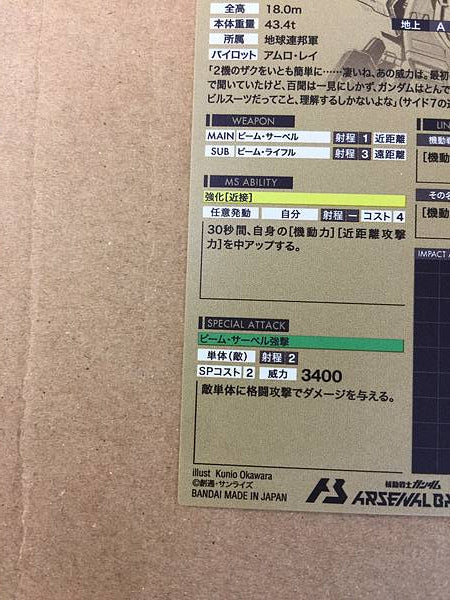 全高 18.0m
本体重量 43.4t
地上 A
所属 地球連邦軍
パイロット アムロ・レイ
「2機のザクをいとも簡単に……凄いね、あの威力は。最初
で聞いていたけど、百聞は一見にしかず、ガンダムはとんで
ビルスーツだってこと、理解するしかないよな」(サイド7の
WEAPON
MAIN ビーム・サーベル 射程 1 近距離
SUB ビーム・ライフル 射程 3 遠距離
LIN
機動戦
[機動
MS ABILITY
強化[近接]
任意発動 自分 射程 ー コスト 4
30秒間、自身の[機動力][近距離攻撃
力]を中アップする。
その名
[機動
IMPACT A
SPECIAL ATTACK
ビーム・サーベル強撃
単体(敵) 射程 2
SPコスト 2 威力 3400
敵単体に格闘攻撃でダメージを与える。
illust Kunio Okawara
©創通・サンライズ
BANDAI MADE IN JAPAN
AB
機動戦士ガンダム
ARSENAL BA